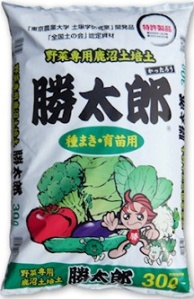 「東京農業大学 土壌学研究室」開発品
「全国土の会」認定資材
特許製品
野菜専用鹿沼土培土
かったろう
勝太郎
種まき・育苗用
野菜専用鹿沼土培土
勝太郎
30ℓ
30ℓ